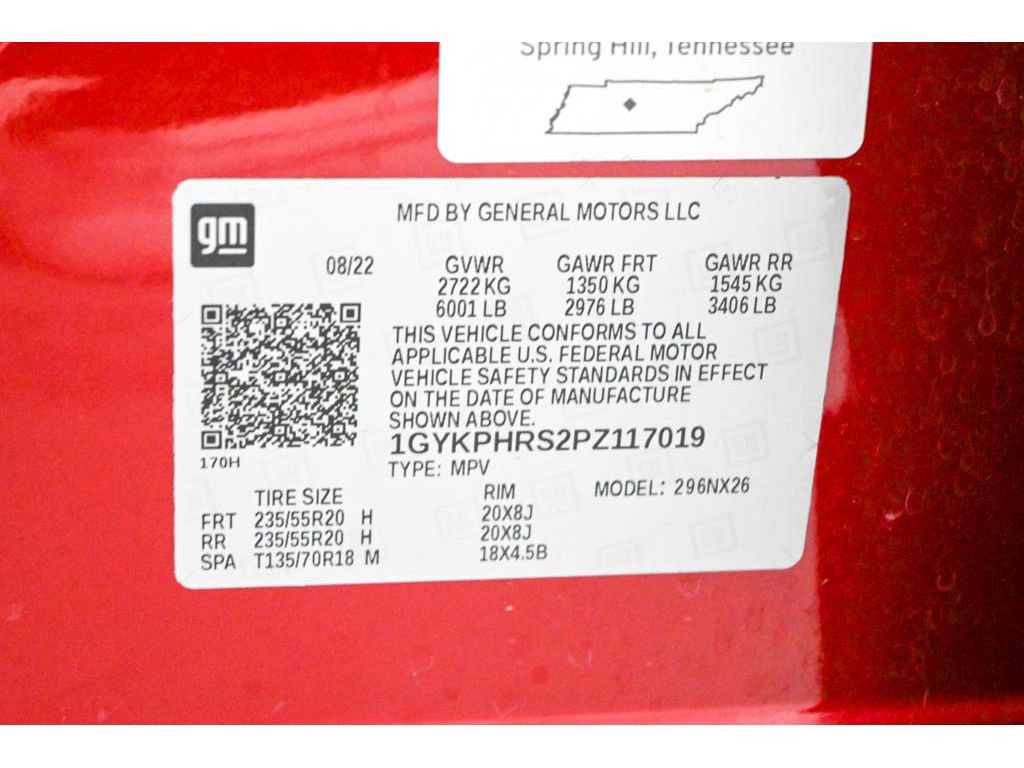 Spring Hill, Tennessee
gm
MFD BY GENERAL MOTORS LLC
08/22 GVWR GAWR FRT GAWR RR
2722 KG 1350 KG 1545 KG
6001 LB 2976 LB 3406 LB
THIS VEHICLE CONFORMS TO ALL
APPLICABLE U.S. FEDERAL MOTOR
VEHICLE SAFETY STANDARDS IN EFFECT
ON THE DATE OF MANUFACTURE
SHOWN ABOVE.
1GYKPHRS2PZ117019
170H
TYPE: MPV
TIRE SIZE RIM MODEL: 296NX26
FRT 235/55R20 H 20X8J
RR 235/55R20 H 20X8J
SPA T135/70R18 M 18X4.5B